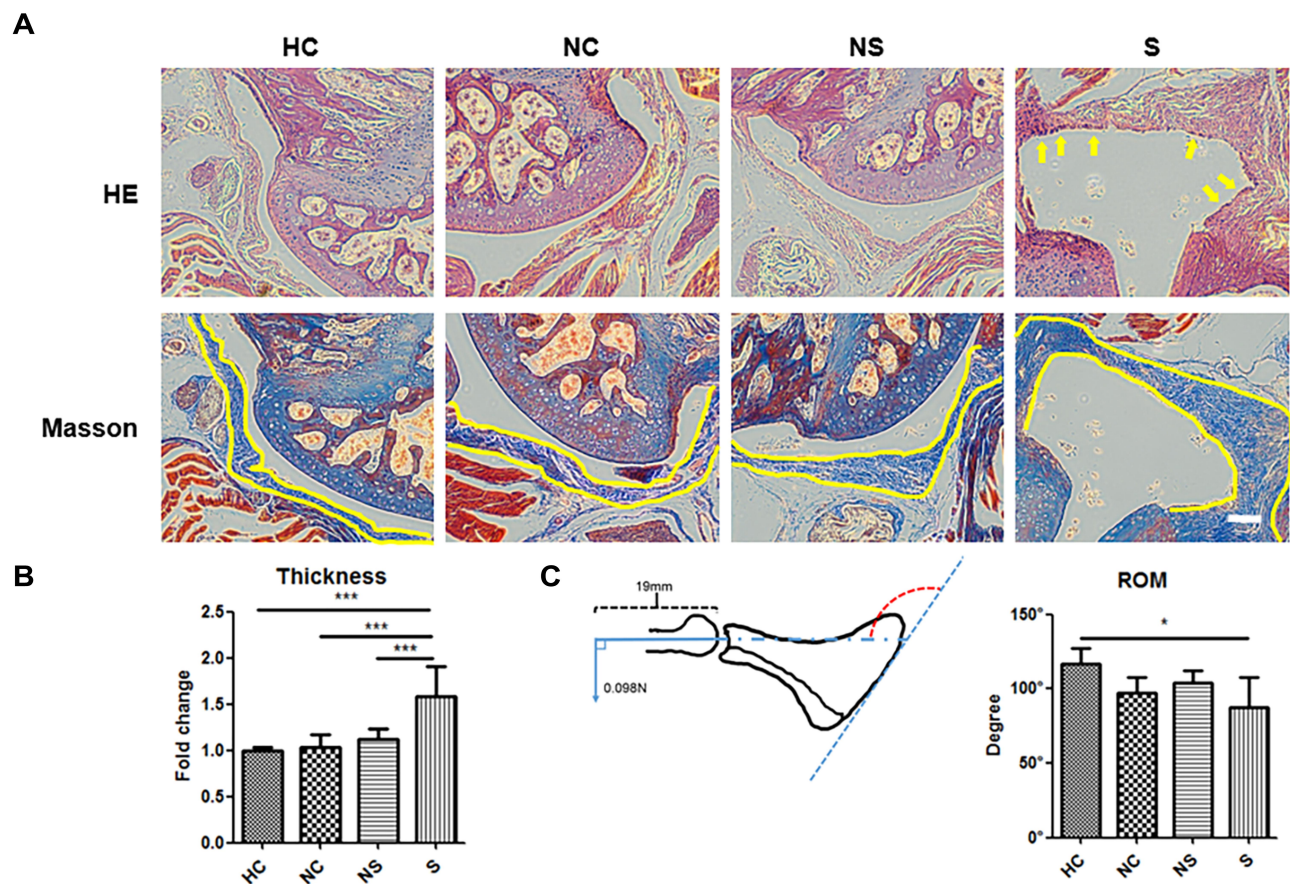 A
HC NC NS S
HE
Masson
B
Thickness
***
***
***
2.5
2.0
1.5
1.0
0.5
0.0
Fold change
HC NC NS S
C
19mm
0.098N
ROM
*
150°
100°
50°
0°
Degree
HC NC NS S